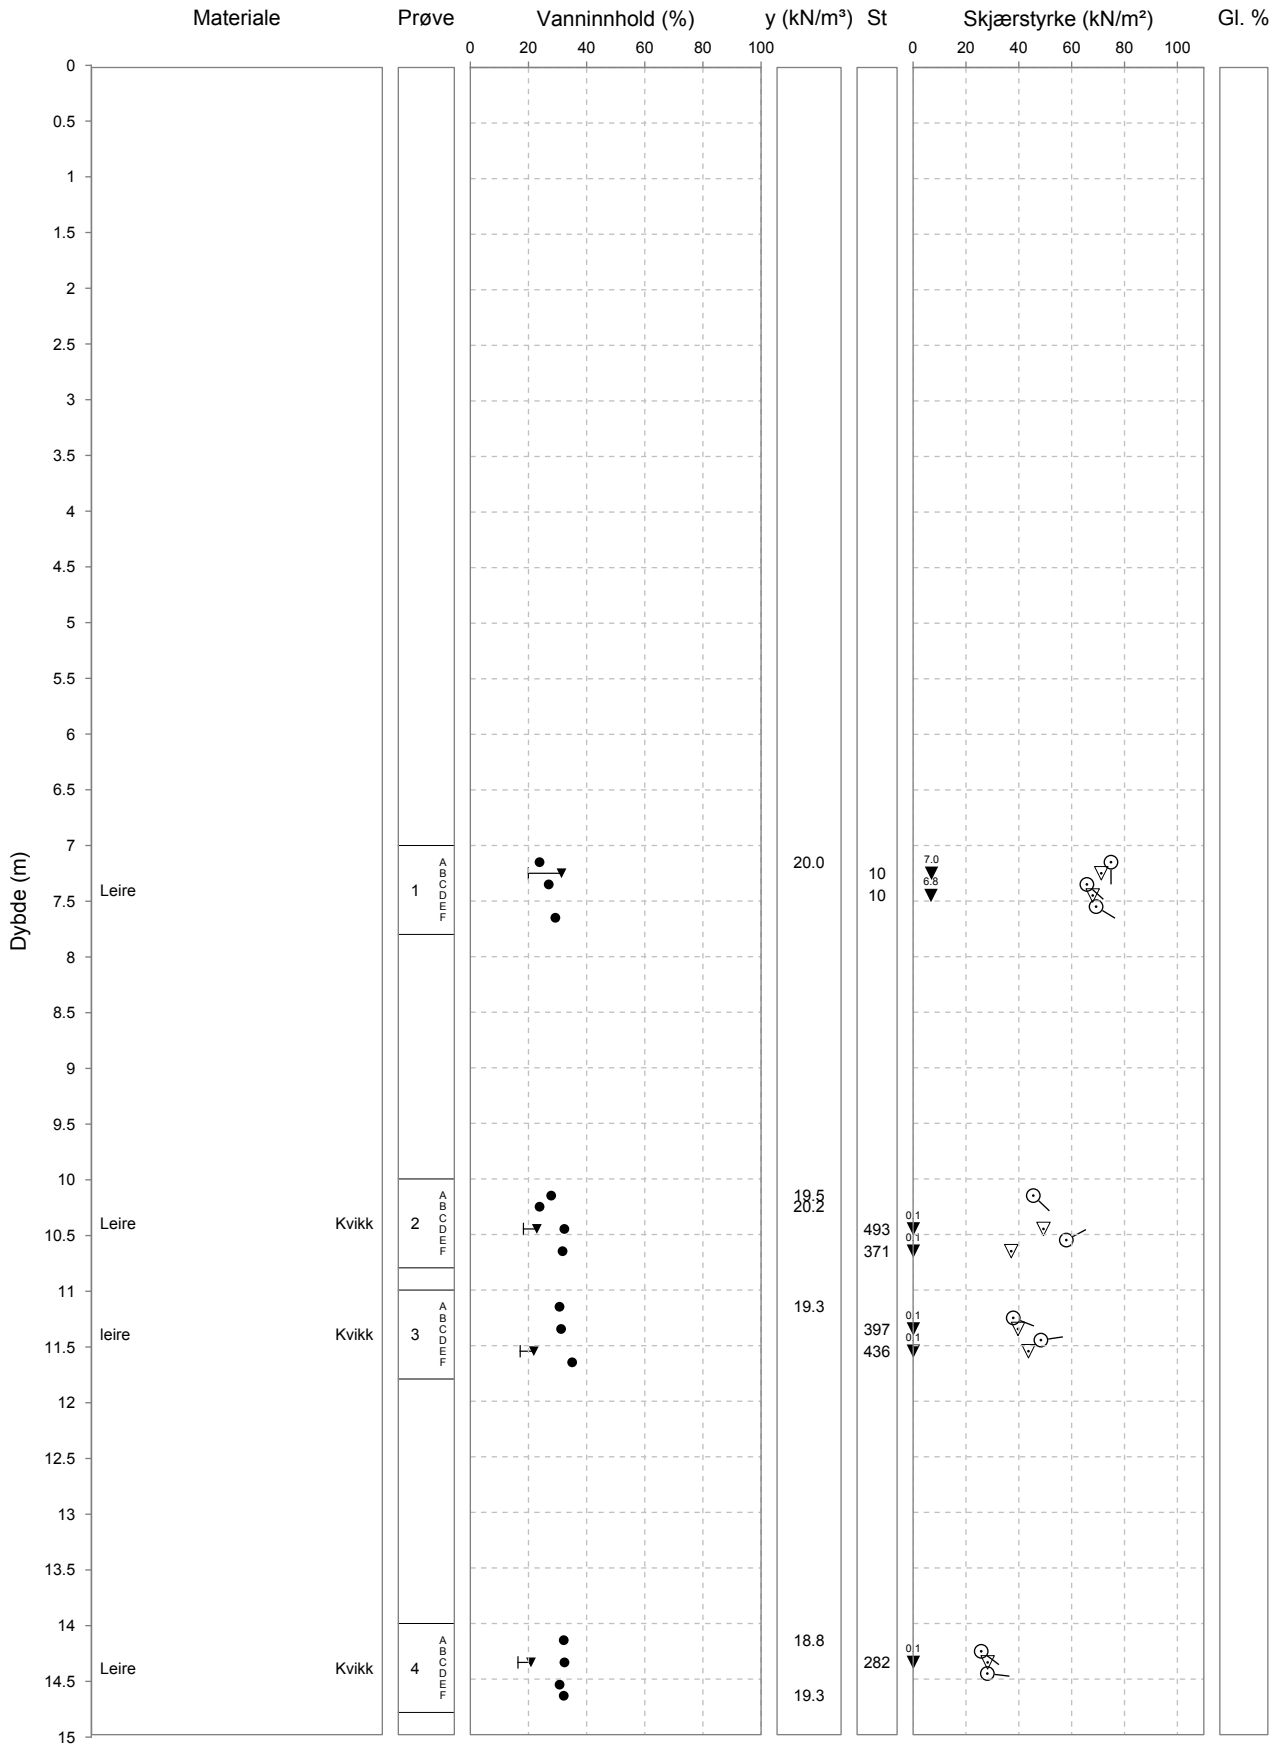 Materiale Prøve Vanninnhold (%) y (kN/m³) St Skjærstyrke (kN/m²) Gl. %
0 20 40 60 80 100 0 20 40 60 80 100
0
0.5
1
1.5
2
2.5
3
3.5
4
4.5
5
5.5
6
6.5
7
Dybde (m)
A 20.0 7.0
B 10
C
Leire 1
D 10 6.8
7.5 E
F
8
8.5
9
9.5
10
A 19.5
B 20.2
C
Leire Kvikk 2
D 493 0.1
10.5 E
F 371 0.1
11
A 19.3
B
C 397 0.1
leire Kvikk 3
D
11.5 E 436 0.1
F
12
12.5
13
13.5
14
A 18.8
B
C 282 0.1
Leire Kvikk 4
D
14.5 E
F 19.3
15